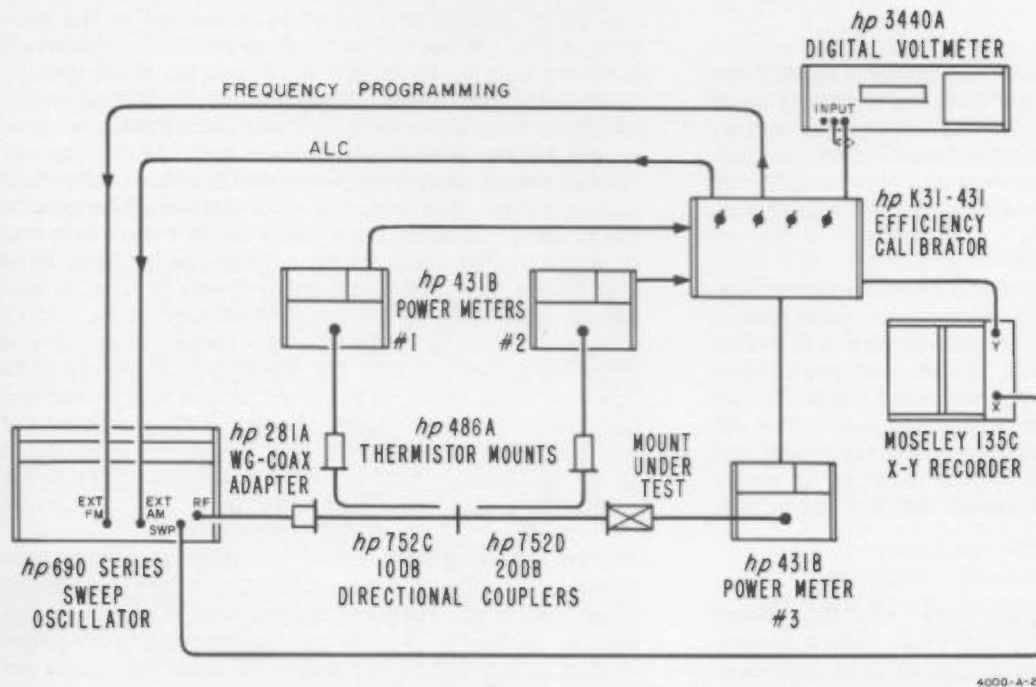 hp 3440A
DIGITAL VOLTMETER
INPUT
FREQUENCY PROGRAMMING
ALC
hp K31-431
EFFICIENCY
CALIBRATOR
hp 431B
POWER METERS
#1
#2
Y
X
MOSELEY 135C
X-Y RECORDER
hp 281A
WG-COAX
ADAPTER
hp 486A
THERMISTOR MOUNTS
MOUNT
UNDER
TEST
EXT
FM
EXT
AM
SWP
RF
hp 690 SERIES
SWEEP
OSCILLATOR
hp 752C
10DB
hp 752D
20DB
DIRECTIONAL COUPLERS
hp 431B
POWER METER
#3